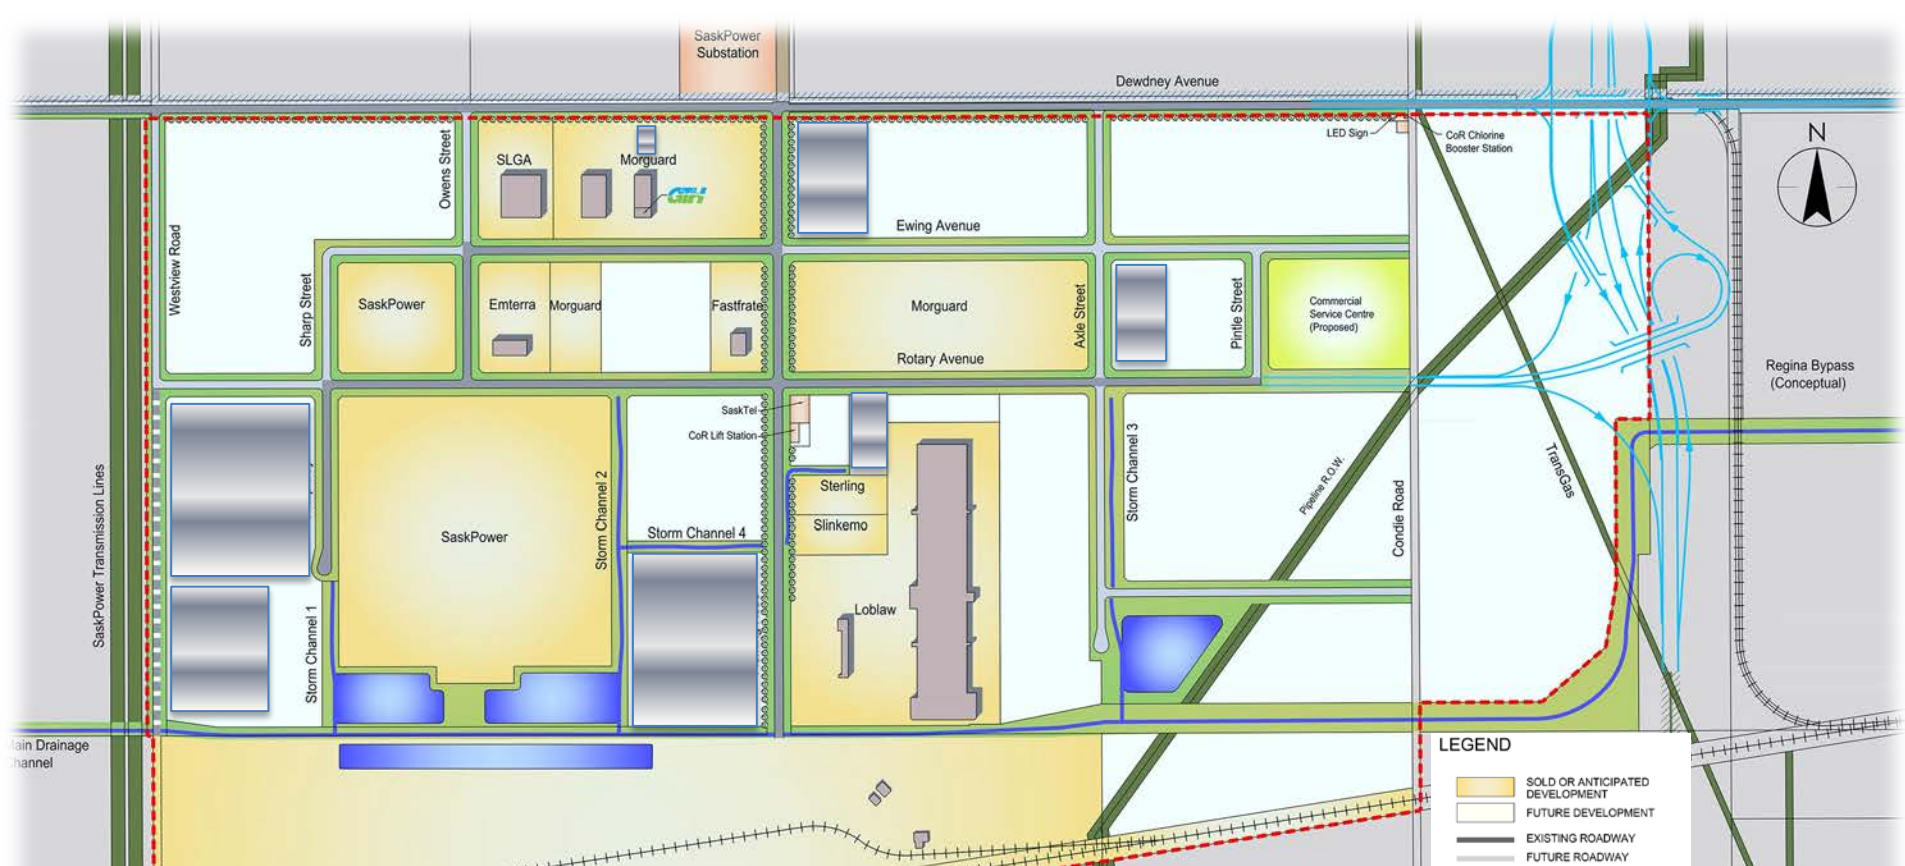 SaskPower
Substation
Dewdney Avenue
LED Sign
CoR Chlorine
Booster Station
N
Owens Street
SLGA
Morguard
GTH
Westview Road
Ewing Avenue
Sharp Street
SaskPower
Emterra
Morguard
Fastfrate
Morguard
Axle Street
Rotary Avenue
Pintle Street
Commercial
Service Centre
(Proposed)
Regina Bypass
(Conceptual)
SaskTel
CoR Lift Station
SaskPower Transmission Lines
SaskPower
Storm Channel 2
Storm Channel 4
Sterling
Slinkemo
Storm Channel 3
Pipeline R.O.W.
Condie Road
TransGas
Storm Channel 1
Loblaw
Main Drainage
Channel
LEGEND
SOLD OR ANTICIPATED
DEVELOPMENT
FUTURE DEVELOPMENT
EXISTING ROADWAY
FUTURE ROADWAY